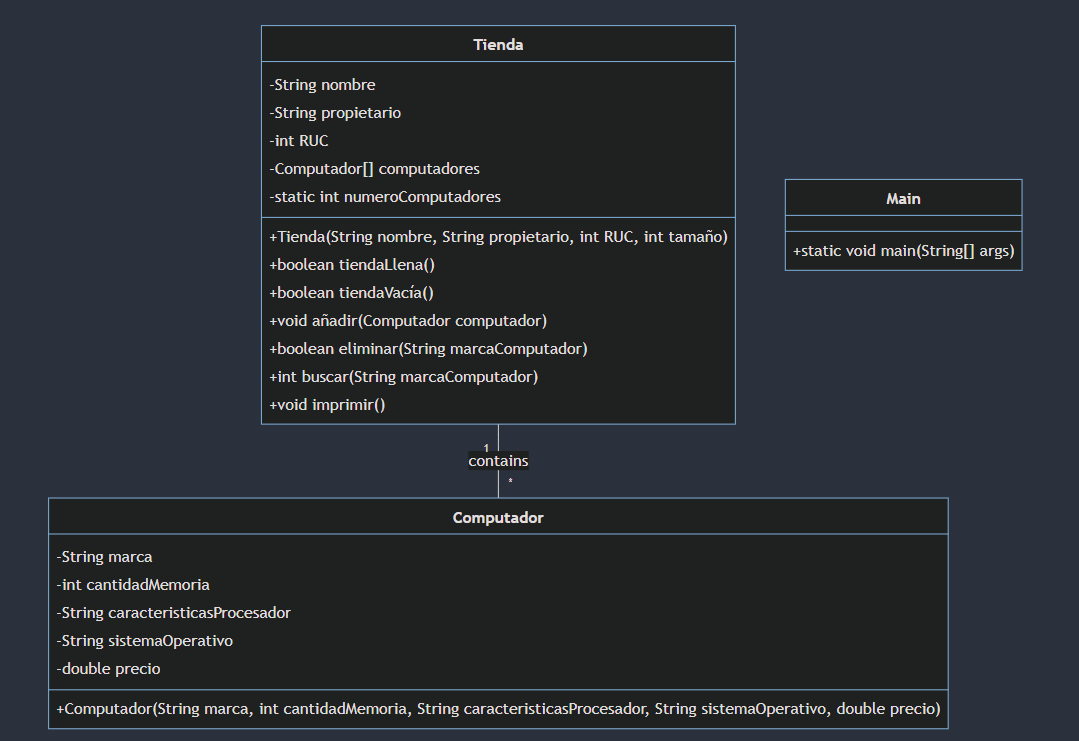 Tienda
-String nombre
-String propietario
-int RUC
-Computador[] computadores
-static int numeroComputadores
+Tienda(String nombre, String propietario, int RUC, int tamaño)
+boolean tiendaLlena()
+boolean tiendaVacía()
+void añadir(Computador computador)
+boolean eliminar(String marcaComputador)
+int buscar(String marcaComputador)
+void imprimir()
Main
+static void main(String[] args)
1
contains
*
Computador
-String marca
-int cantidadMemoria
-String caracteristicasProcesador
-String sistemaOperativo
-double precio
+Computador(String marca, int cantidadMemoria, String caracteristicasProcesador, String sistemaOperativo, double precio)